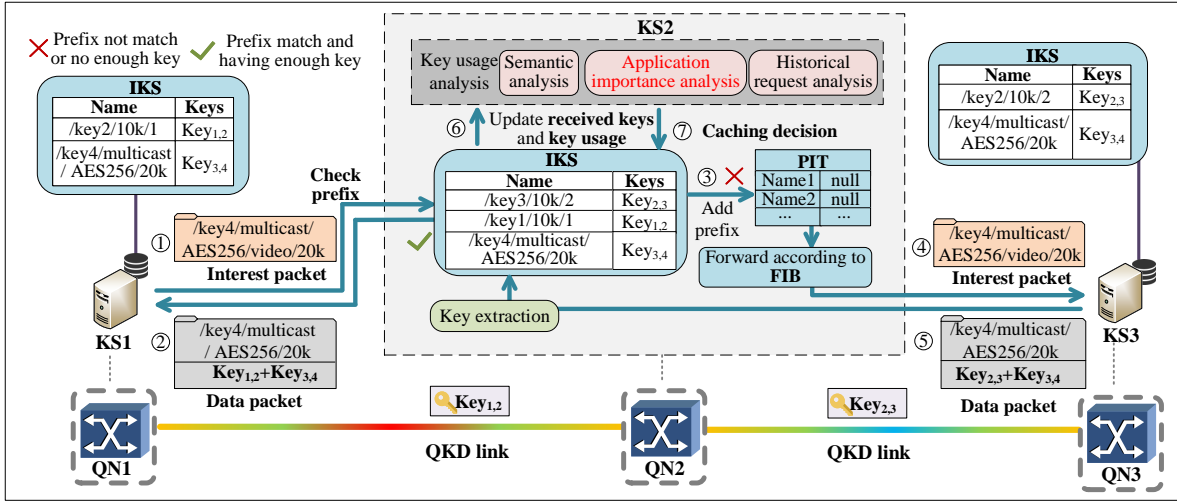 Prefix not match
or no enough key
Prefix match and
having enough key
IKS
Name Keys
/key2/10k/1 Key1,2
/key4/multicast
/ AES256/20k
Key3,4
① /key4/multicast/
AES256/video/20k
Interest packet
KS1
② /key4/multicast
/ AES256/20k
Key1,2+Key3,4
Data packet
QN1
Check
prefix
KS2
Key usage
analysis
Semantic
analysis
Application
importance analysis
Historical
request analysis
⑥ Update received keys
and key usage
⑦ Caching decision
IKS
Name Keys
/key3/10k/2 Key2,3
/key1/10k/1 Key1,2
/key4/multicast/
AES256/20k
Key3,4
③
Add
prefix
PIT
Name1 null
Name2 null
... ...
Forward according to
FIB
Key extraction
IKS
Name Keys
/key2/10k/2 Key2,3
/key4/multicast/
AES256/20k
Key3,4
④ /key4/multicast/
AES256/video/20k
Interest packet
KS3
⑤ /key4/multicast/
AES256/20k
Key2,3+Key3,4
Data packet
Key1,2
QKD link
QN2
Key2,3
QKD link
QN3